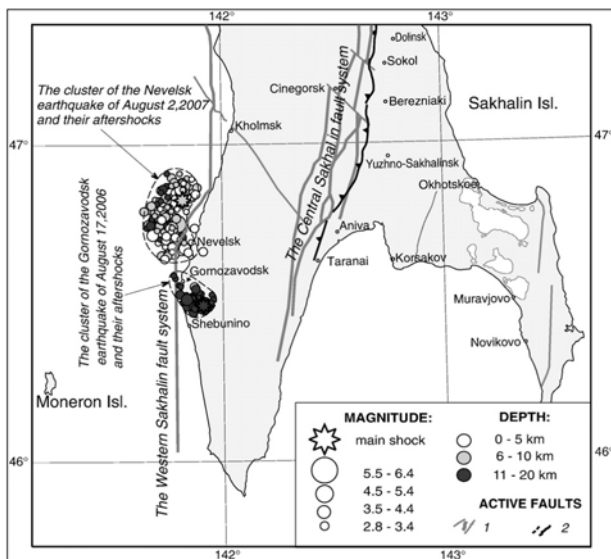 142°
143°
Dolinsk
Sokol
The cluster of the Nevelsk
earthquake of August 2,2007
and their aftershocks
Cinegorsk
Berezniaki
Sakhalin Isl.
Kholmsk
47°
47°
The Central Sakhalin fault system
Yuzhno-Sakhalinsk
Okhotskoe
The cluster of the Gornozavodsk
earthquake of August 17,2006
and their aftershocks
Nevelsk
Aniva
Gornozavodsk
Taranai
Korsakov
Shebunino
Muravjovo
Novikovo
The Western Sakhalin fault system
Moneron Isl.
MAGNITUDE:
main shock
5.5 - 6.4
4.5 - 5.4
3.5 - 4.4
2.8 - 3.4
DEPTH:
0 - 5 km
6 - 10 km
11 - 20 km
ACTIVE FAULTS
1
2
46°
46°
142°
143°